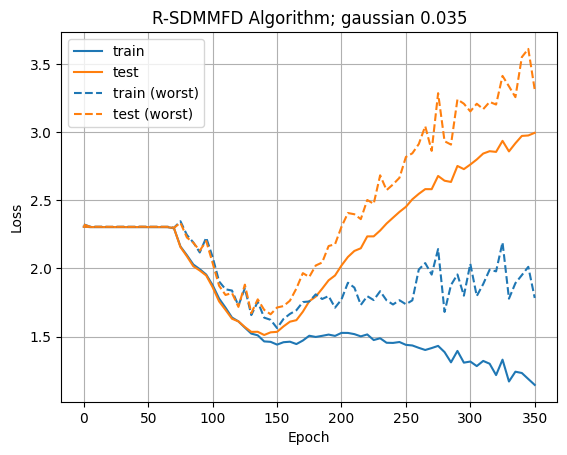 R-SDMMFD Algorithm; gaussian 0.035
train
test
train (worst)
test (worst)
3.5
3.0
2.5
2.0
1.5
Loss
0 50 100 150 200 250 300 350
Epoch